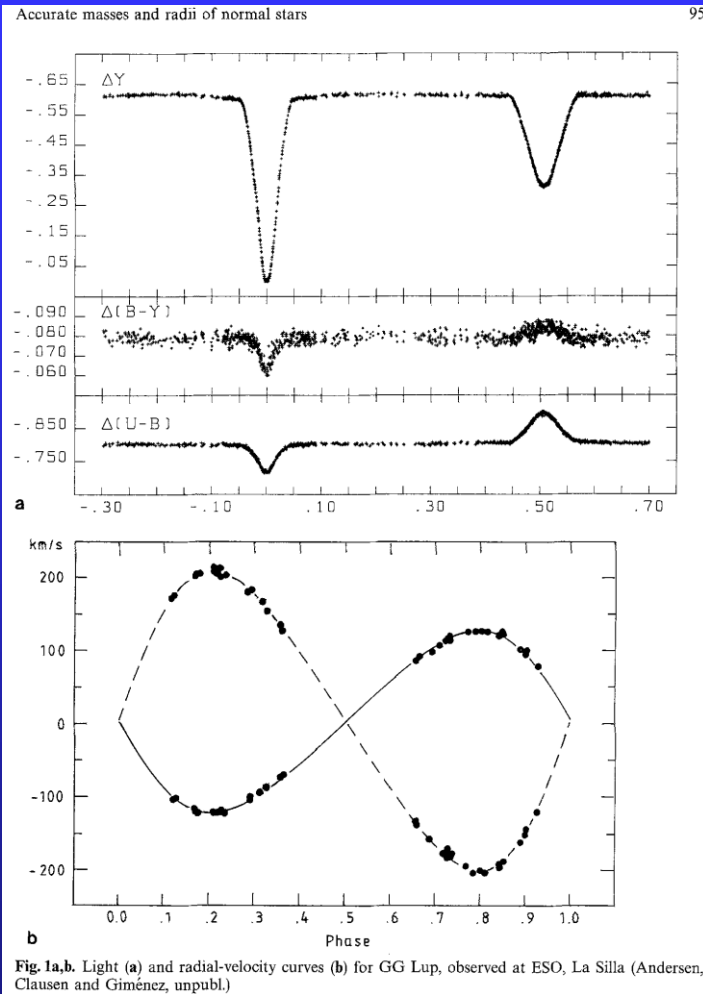 Accurate masses and radii of normal stars 95
-.65
ΔY
-.55
-.45
-.35
-.25
-.15
-.05
-.090
Δ(B-Y)
-.080
-.070
-.060
-.850
Δ(U-B)
-.750
a
-.30 -.10 .10 .30 .50 .70
km/s
200
100
0
-100
-200
0.0 .1 .2 .3 .4 .5 .6 .7 .8 .9 1.0
b
Phase
Fig. 1a,b. Light (a) and radial-velocity curves (b) for GG Lup, observed at ESO, La Silla (Andersen,
Clausen and Giménez, unpubl.)